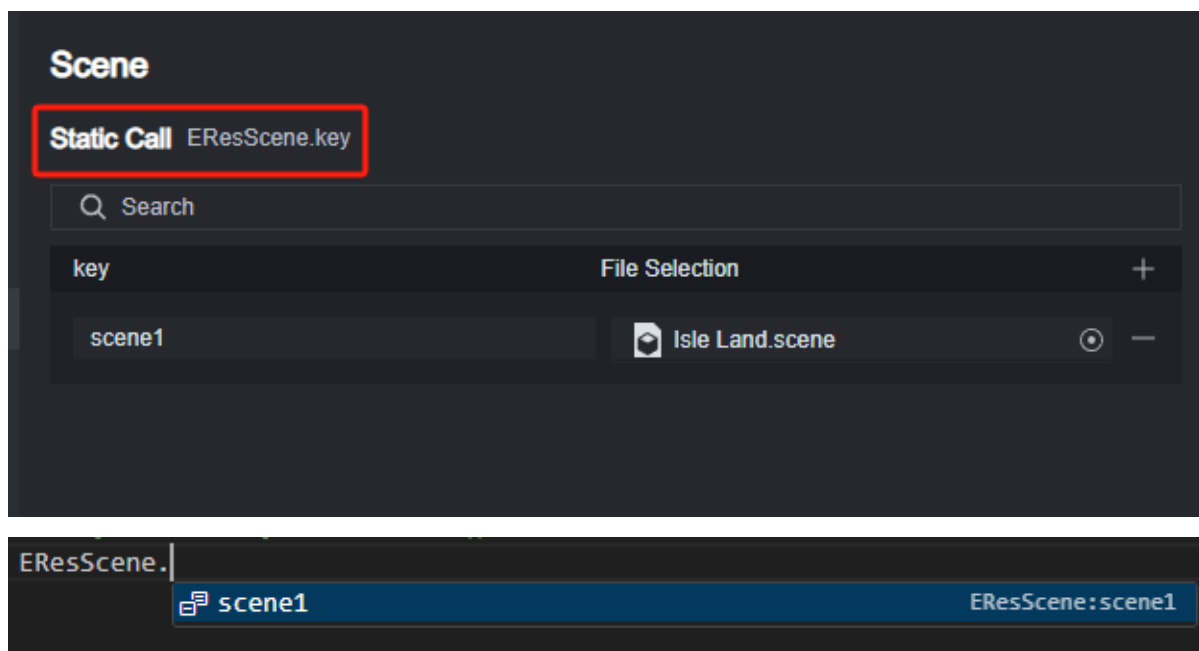 Scene
Static Call EResScene.key
Search
key File Selection
scene1 Isle Land.scene
EResScene.
scene1 EResScene:scene1